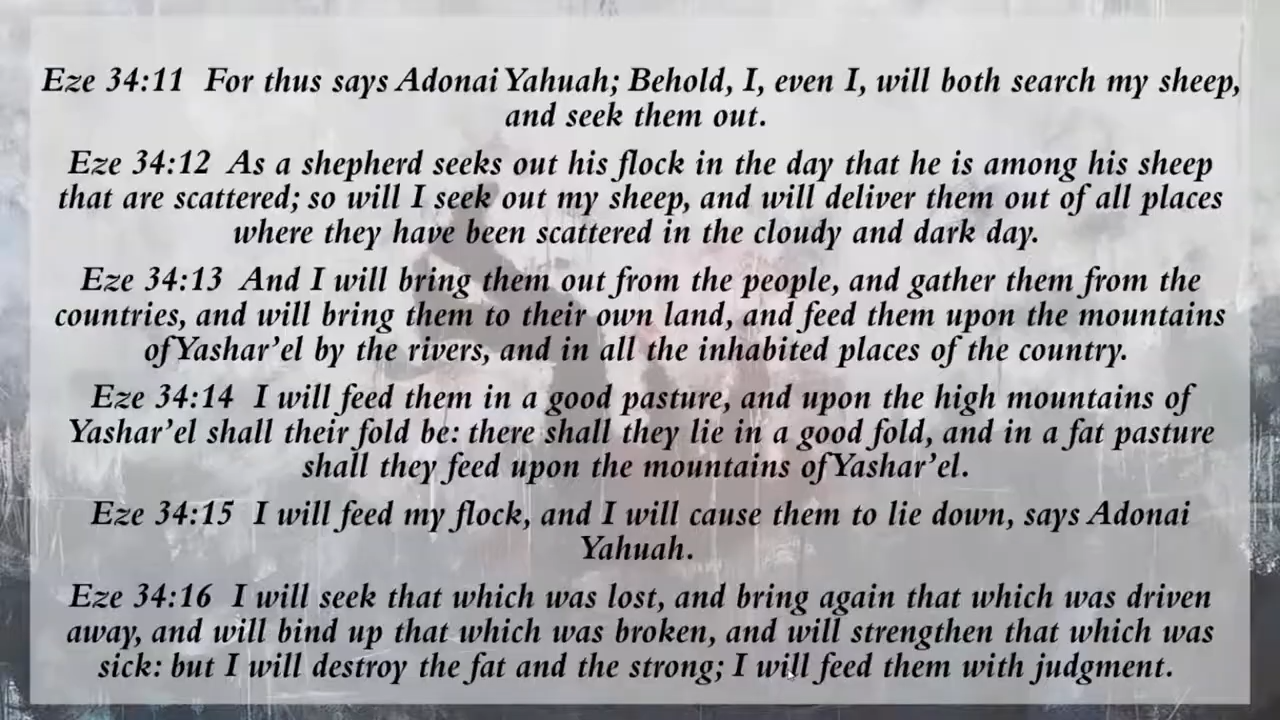 Eze 34:11 For thus says Adonai Yahuah; Behold, I, even I, will both search my sheep,
and seek them out.
Eze 34:12 As a shepherd seeks out his flock in the day that he is among his sheep
that are scattered; so will I seek out my sheep, and will deliver them out of all places
where they have been scattered in the cloudy and dark day.
Eze 34:13 And I will bring them out from the people, and gather them from the
countries, and will bring them to their own land, and feed them upon the mountains
of Yashar’el by the rivers, and in all the inhabited places of the country.
Eze 34:14 I will feed them in a good pasture, and upon the high mountains of
Yashar’el shall their fold be: there shall they lie in a good fold, and in a fat pasture
shall they feed upon the mountains of Yashar’el.
Eze 34:15 I will feed my flock, and I will cause them to lie down, says Adonai
Yahuah.
Eze 34:16 I will seek that which was lost, and bring again that which was driven
away, and will bind up that which was broken, and will strengthen that which was
sick: but I will destroy the fat and the strong; I will feed them with judgment.